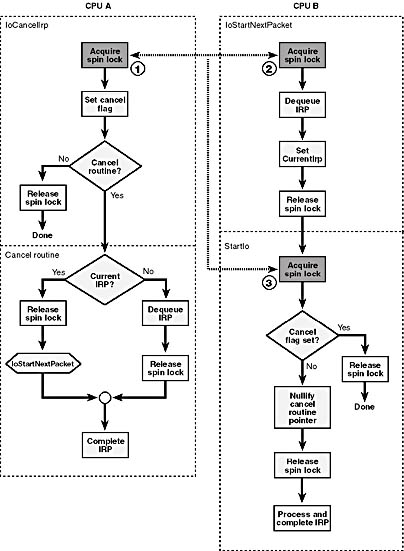 CPU A
IoCancelIrp
Acquire
spin lock
1
Set cancel
flag
Cancel
routine?
No
Yes
Release
spin lock
Done
Cancel routine
Current
IRP?
Yes
No
Release
spin lock
IoStartNextPacket
Dequeue
IRP
Release
spin lock
Complete
IRP
CPU B
IoStartNextPacket
Acquire
spin lock
2
Dequeue
IRP
Set
CurrentIrp
Release
spin lock
StartIo
Acquire
spin lock
3
Cancel
flag set?
Yes
No
Release
spin lock
Done
Nullify
cancel
routine
pointer
Release
spin lock
Process and
complete IRP